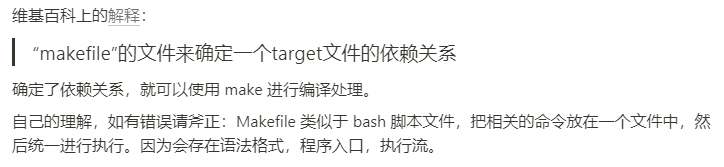 维基百科上的解释：
“makefile”的文件来确定一个target文件的依赖关系
确定了依赖关系，就可以使用 make 进行编译处理。
自己的理解，如有错误请斧正：Makefile 类似于 bash 脚本文件，把相关的命令放在一个文件中，然
后统一进行执行。因为会存在语法格式，程序入口，执行流。